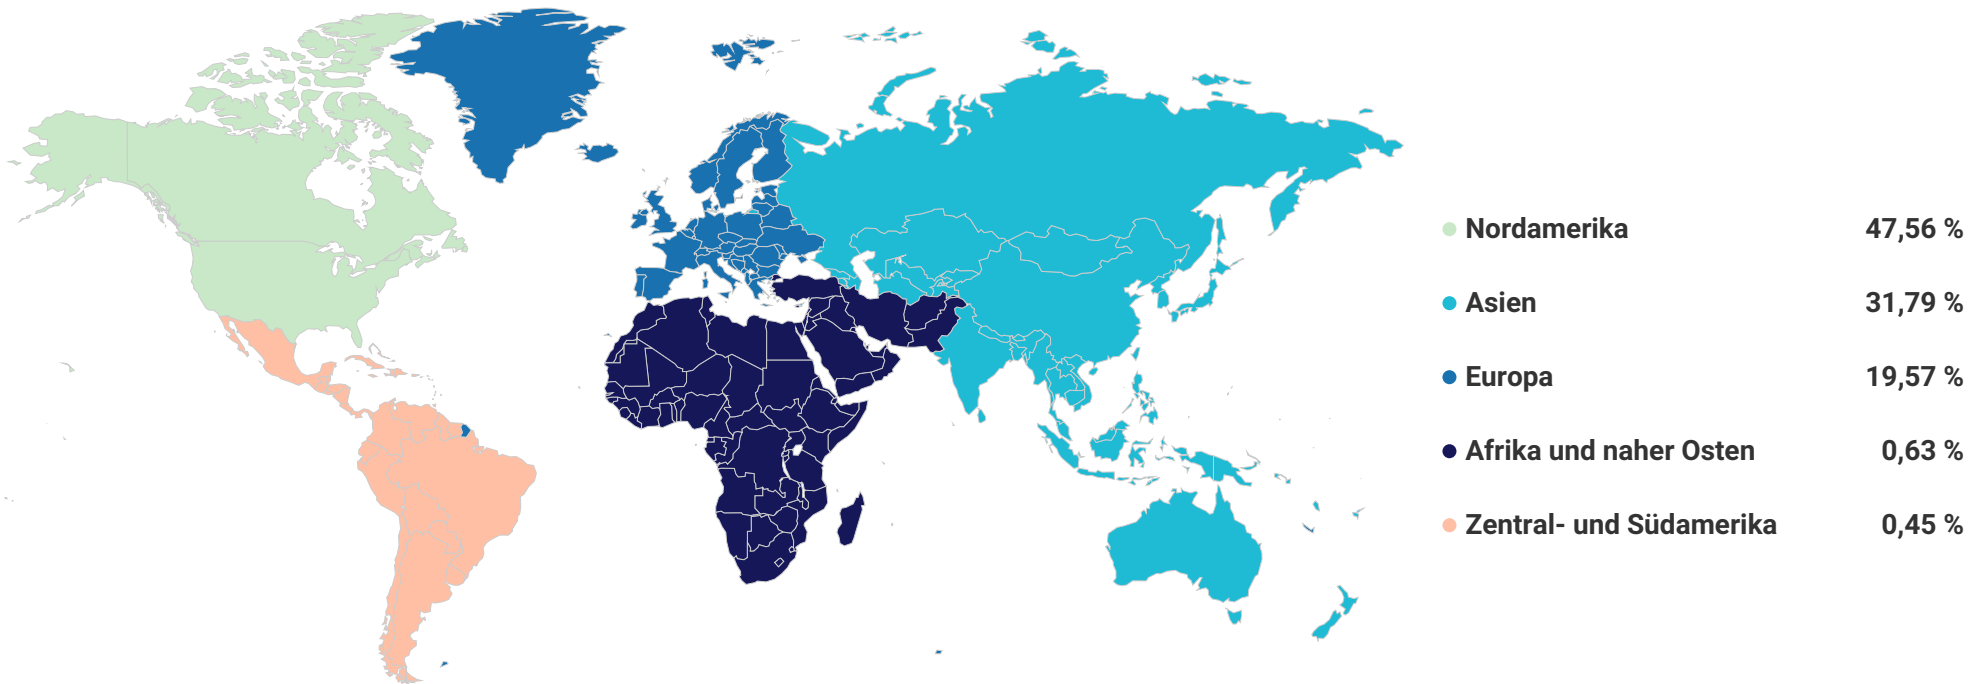 Nordamerika 47,56 %
Asien 31,79 %
Europa 19,57 %
Afrika und naher Osten 0,63 %
Zentral- und Südamerika 0,45 %